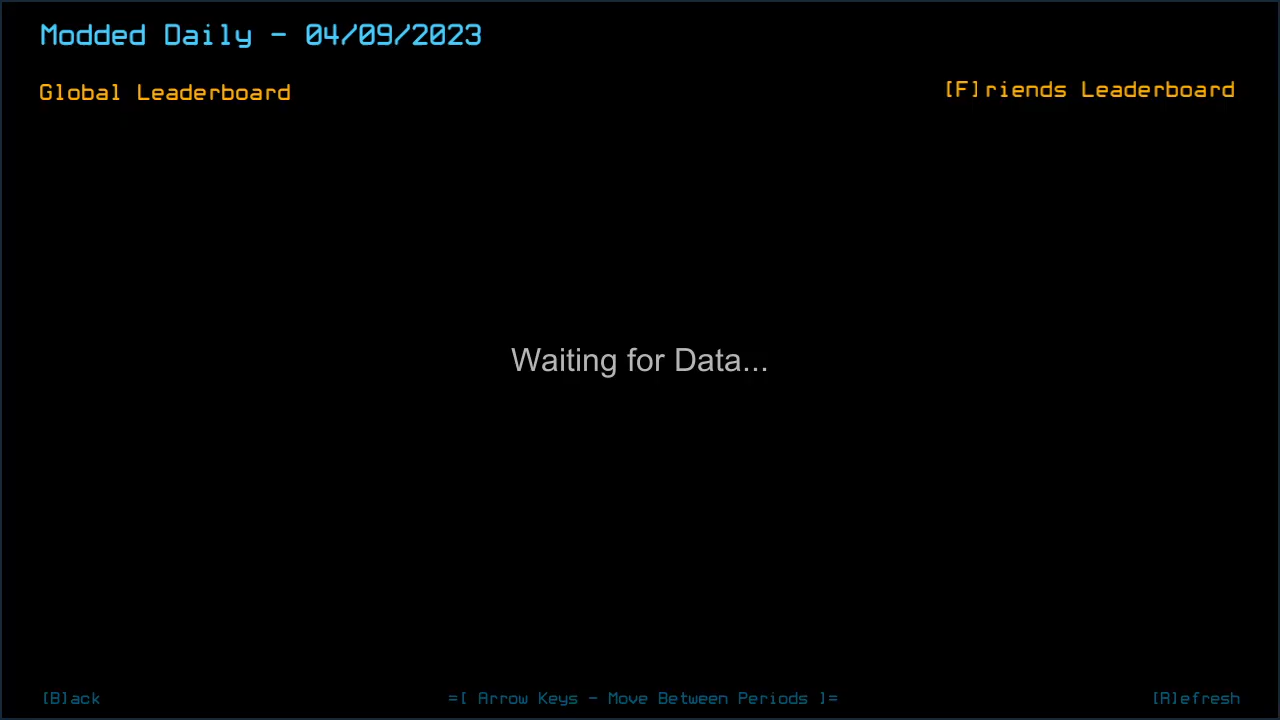 Modded Daily - 04/09/2023
Global Leaderboard
[F]riends Leaderboard
Waiting for Data...
[B]ack
=[ Arrow Keys - Move Between Periods ]=
[R]efresh